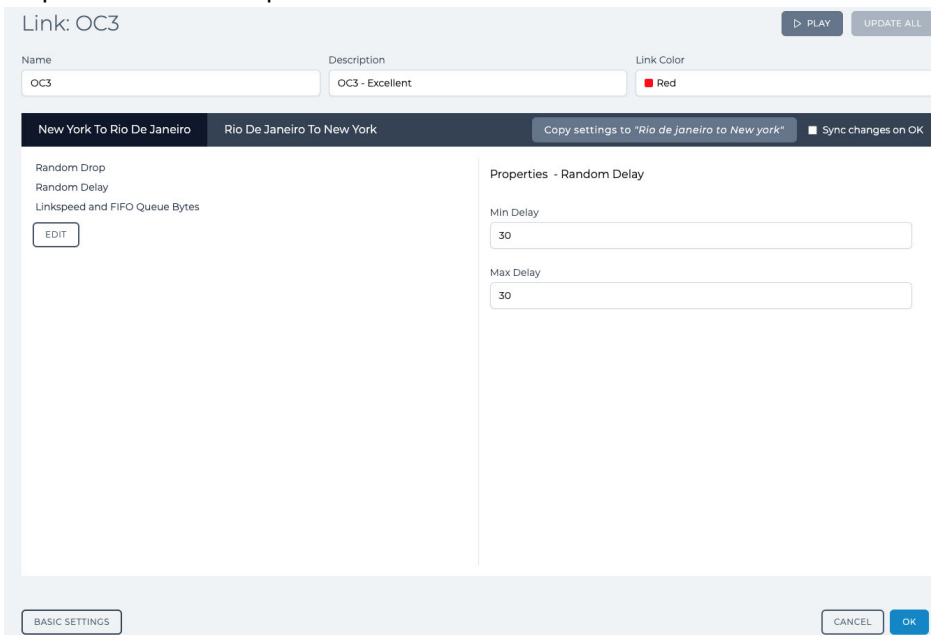 Link: OC3
PLAY
UPDATE ALL
Name
Description
Link Color
OC3
OC3 - Excellent
Red
New York To Rio De Janeiro
Rio De Janeiro To New York
Copy settings to "Rio de janeiro to New york"
Sync changes on OK
Random Drop
Random Delay
Linkspeed and FIFO Queue Bytes
EDIT
Properties - Random Delay
Min Delay
30
Max Delay
30
BASIC SETTINGS
CANCEL
OK